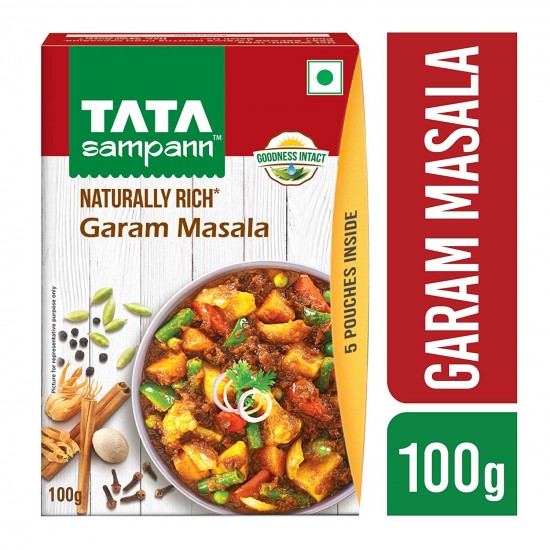 TATA
sampann™
GOODNESS INTACT
NATURALLY RICH*
Garam Masala
5 POUCHES INSIDE
Picture for representative purpose only
100g
GARAM MASALA
100g